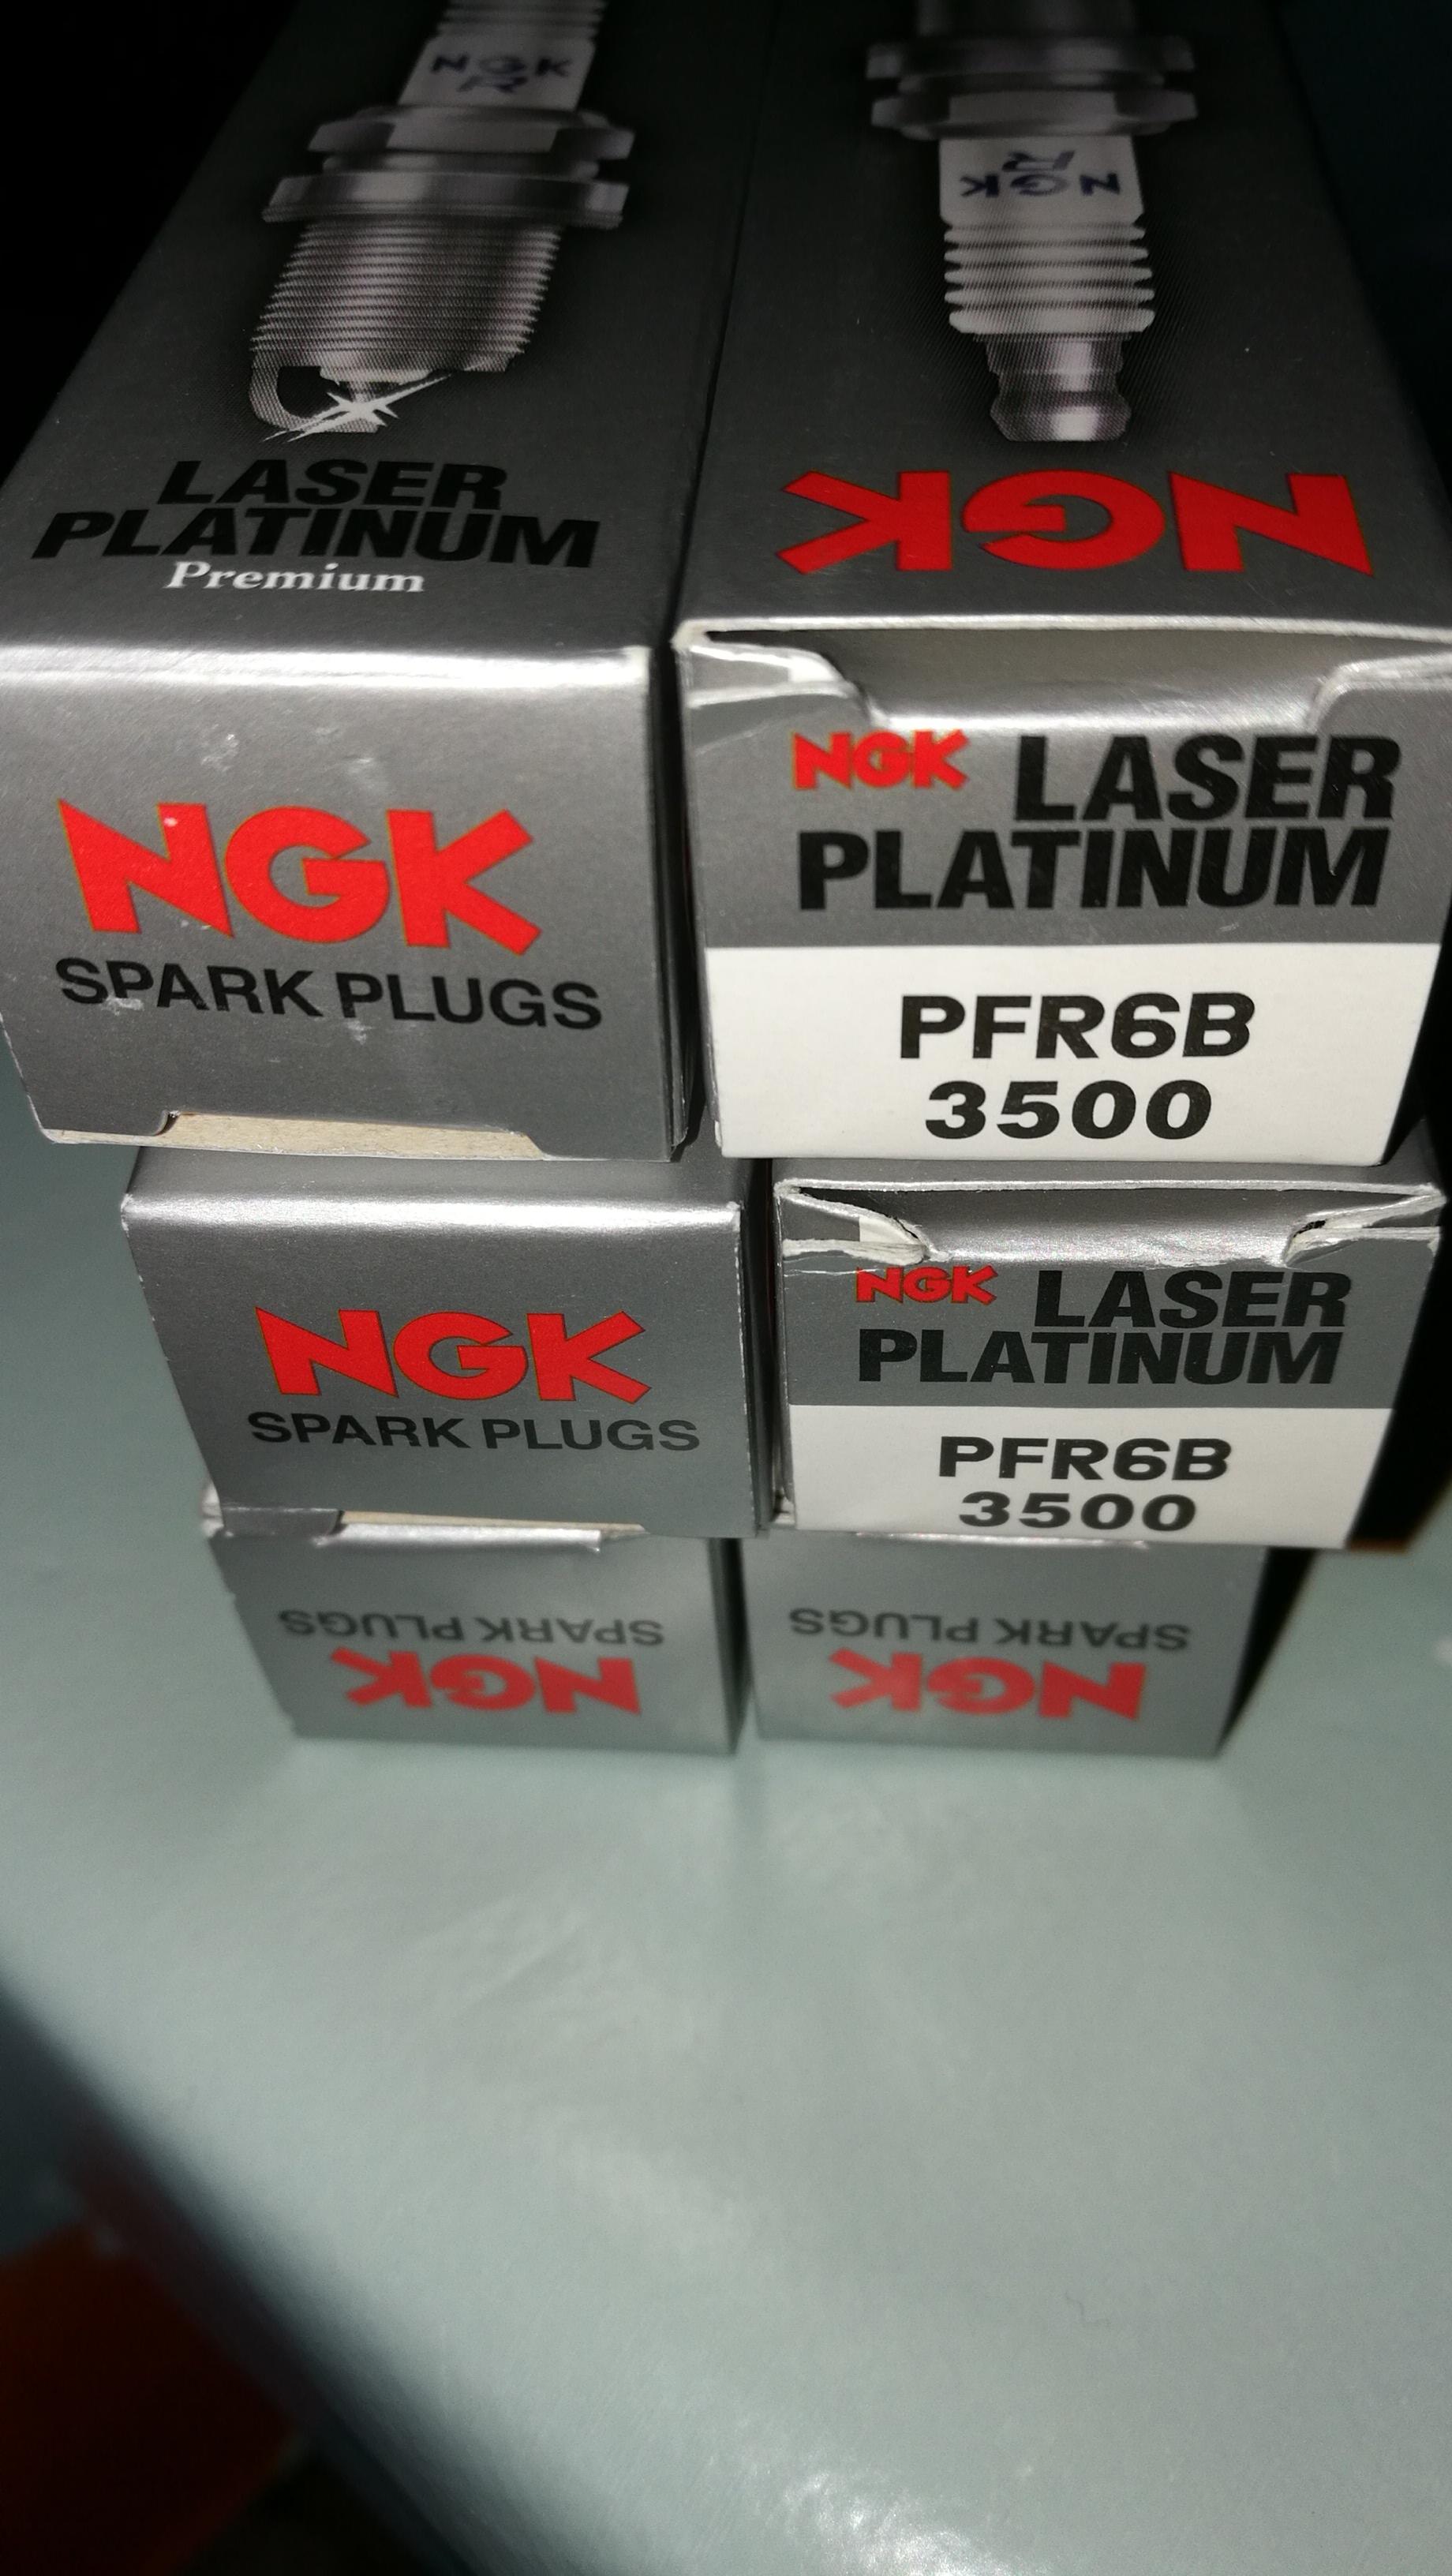 NGK
R
NGK
R
LASER
PLATINUM
Premium
NGK
NGK
SPARK PLUGS
NGK LASER
PLATINUM
PFR6B
3500
NGK
SPARK PLUGS
NGK LASER
PLATINUM
PFR6B
3500
NGK
SPARK PLUGS
NGK
SPARK PLUGS